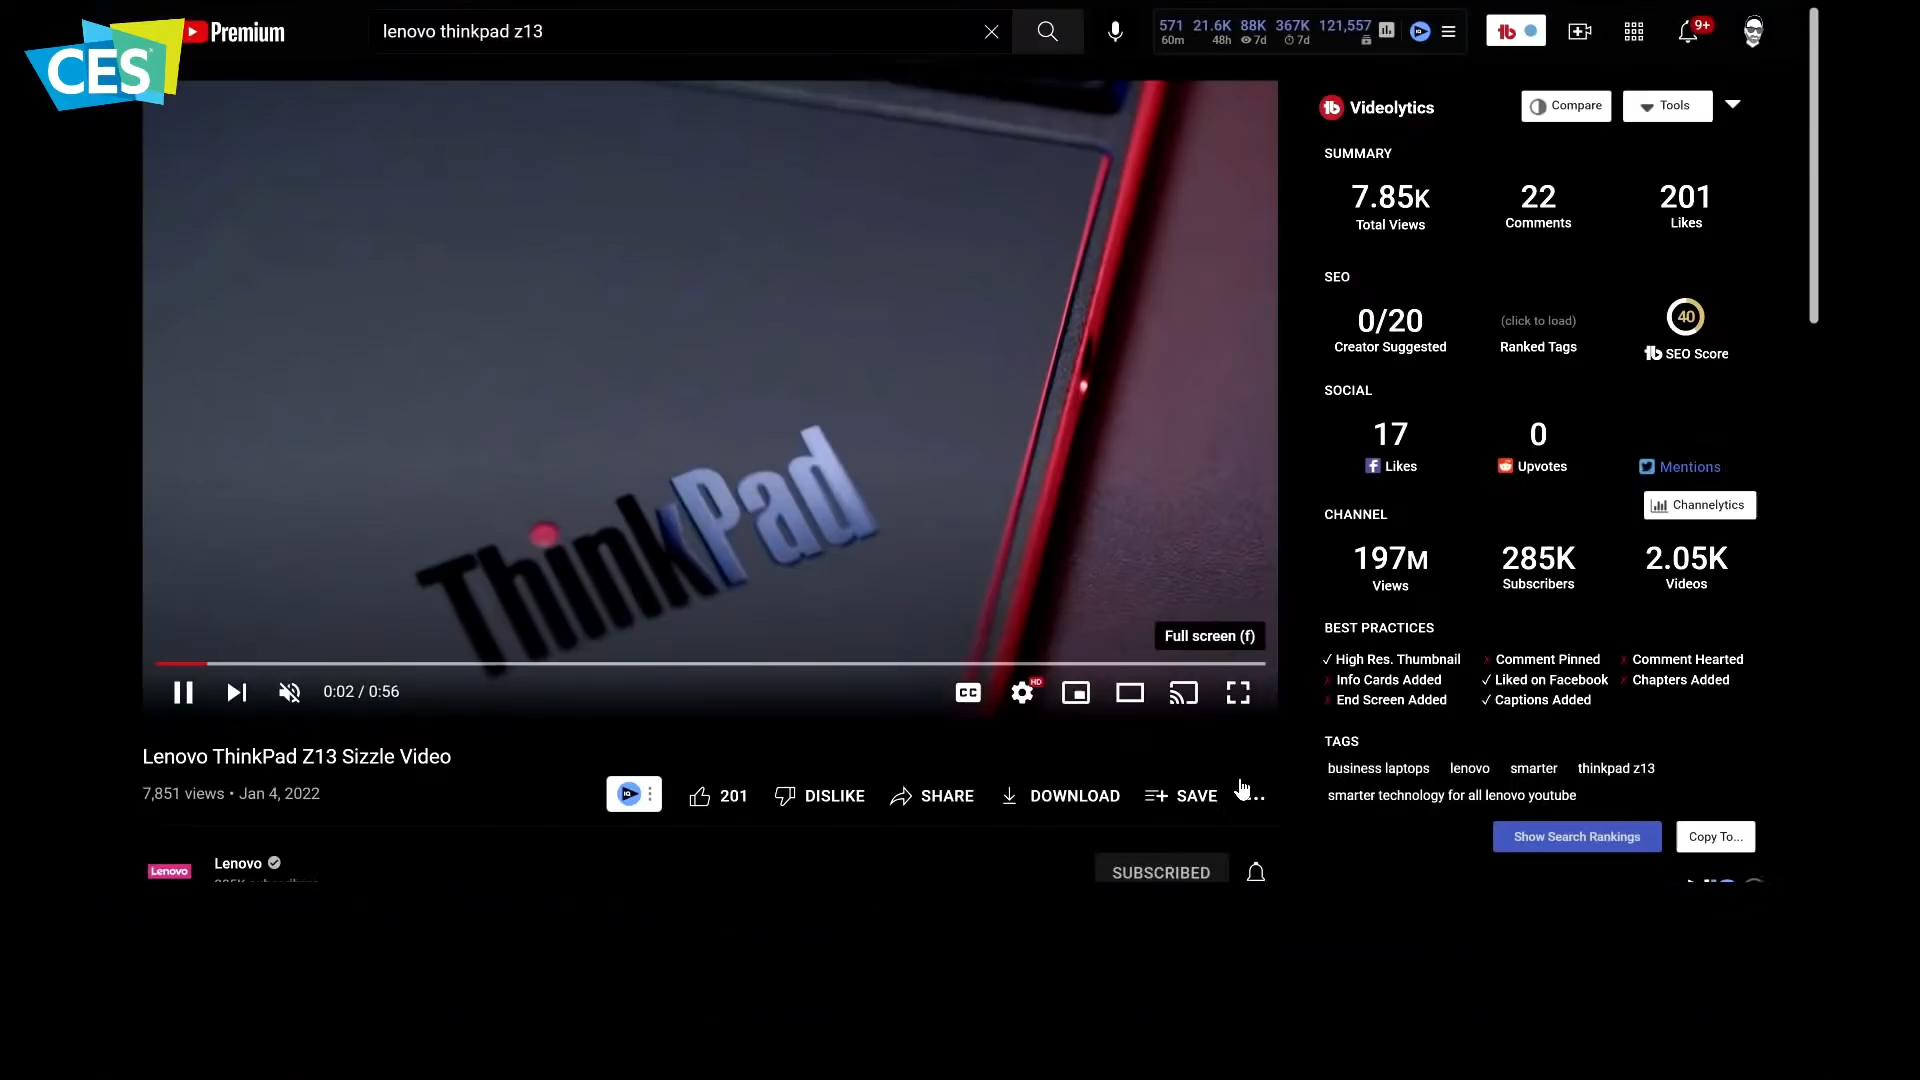 CES
Premium
lenovo thinkpad z13
571 21.6K 88K 367K 121,557
60m 48h 7d 7d
9+
ThinkPad
Full screen (f)
0:02 / 0:56
CC
HD
Lenovo ThinkPad Z13 Sizzle Video
7,851 views • Jan 4, 2022
IQ
201
DISLIKE
SHARE
DOWNLOAD
SAVE
Lenovo
Lenovo
SUBSCRIBED
Videolytics
Compare
Tools
SUMMARY
7.85K 22 201
Total Views Comments Likes
SEO
0/20 (click to load) 40
Creator Suggested Ranked Tags SEO Score
SOCIAL
17 0
Likes Upvotes Mentions
Channelytics
CHANNEL
197M 285K 2.05K
Views Subscribers Videos
BEST PRACTICES
✓ High Res. Thumbnail x Comment Pinned x Comment Hearted
x Info Cards Added ✓ Liked on Facebook x Chapters Added
x End Screen Added ✓ Captions Added
TAGS
business laptops lenovo smarter thinkpad z13
smarter technology for all lenovo youtube
Show Search Rankings
Copy To...